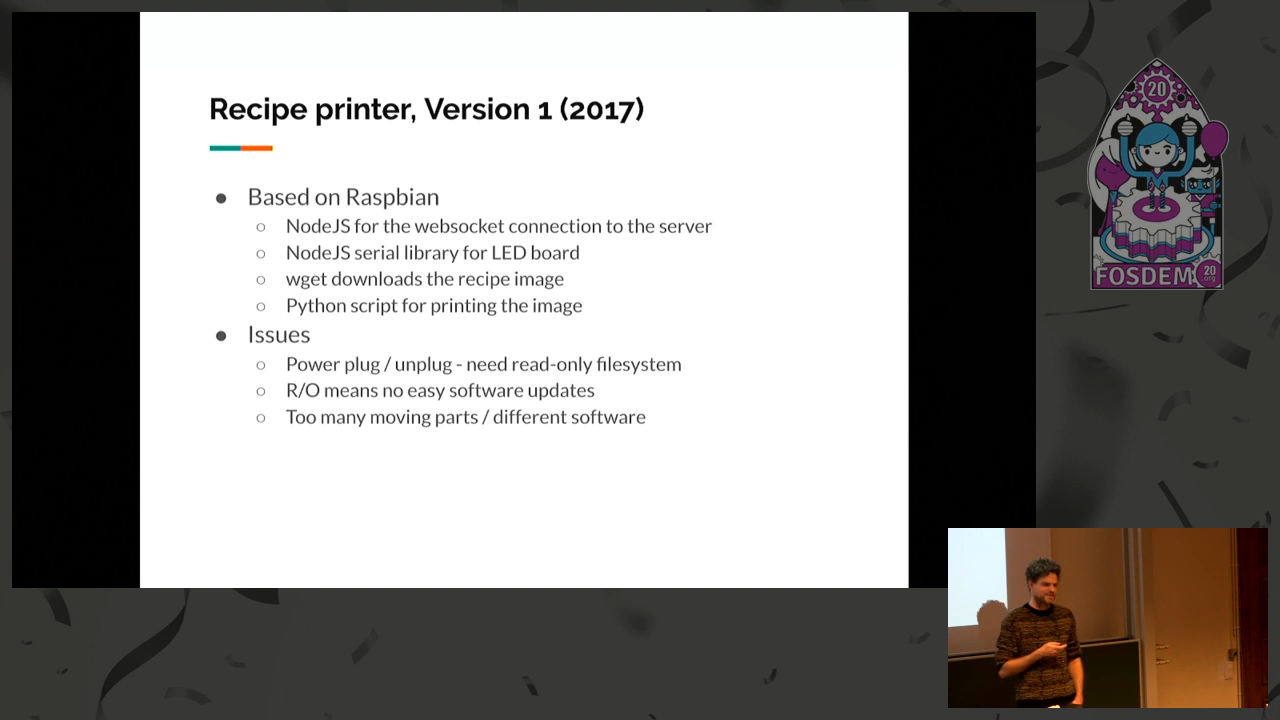 Recipe printer, Version 1 (2017)
● Based on Raspbian
○ NodeJS for the websocket connection to the server
○ NodeJS serial library for LED board
○ wget downloads the recipe image
○ Python script for printing the image
● Issues
○ Power plug / unplug - need read-only filesystem
○ R/O means no easy software updates
○ Too many moving parts / different software
20
FOSDEM
20
.org